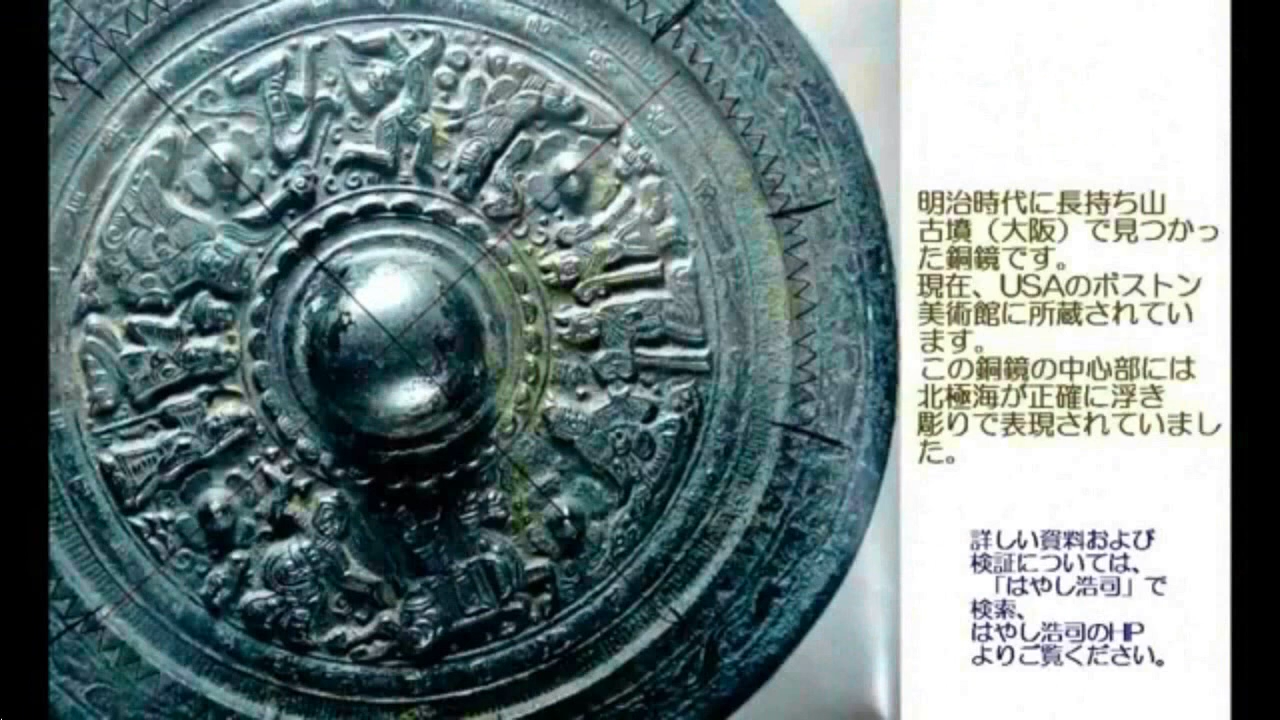 明治時代に長持ち山
古墳（大阪）で見つかっ
た銅鏡です。
現在、USAのボストン
美術館に所蔵されてい
ます。
この銅鏡の中心部には
北極海が正確に浮き
彫りで表現されていまし
た。
詳しい資料および
検証については、
「はやし浩司」で
検索、
はやし浩司のHP
よりご覧ください。